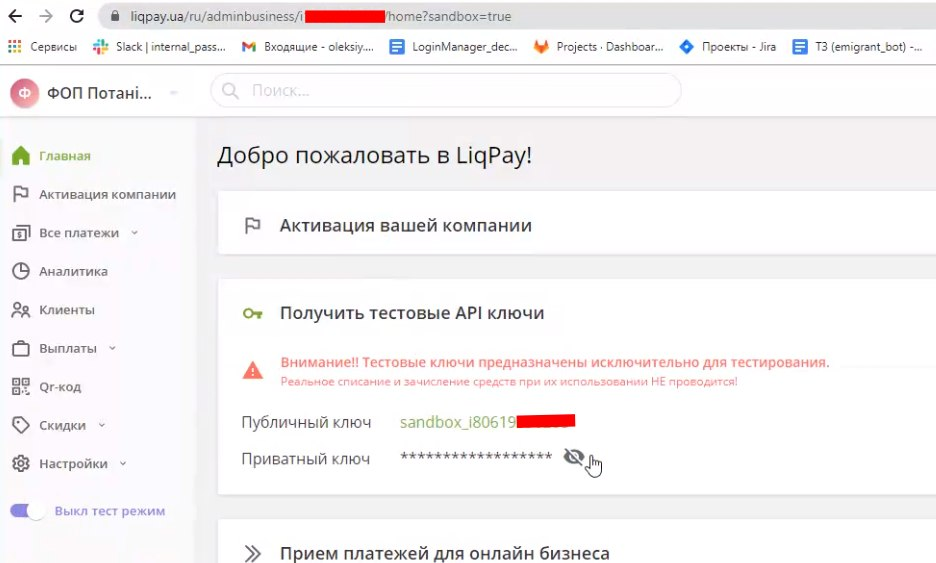 liqpay.ua/ru/adminbusiness/i /home?sandbox=true
Сервисы Slack | internal_pass... Входящие - oleksiy.... LoginManager_dec... Projects · Dashboar... Проекты - Jira ТЗ (emigrant_bot) -...
Ф ФОП Потані... Поиск...
Главная
Активация компании
Все платежи
Аналитика
Клиенты
Выплаты
Qr-код
Скидки
Настройки
Выкл тест режим
Добро пожаловать в LiqPay!
Активация вашей компании
Получить тестовые API ключи
Внимание!! Тестовые ключи предназначены исключительно для тестирования.
Реальное списание и зачисление средств при их использовании НЕ проводится!
Публичный ключ sandbox_i80619
Приватный ключ ******************
Прием платежей для онлайн бизнеса